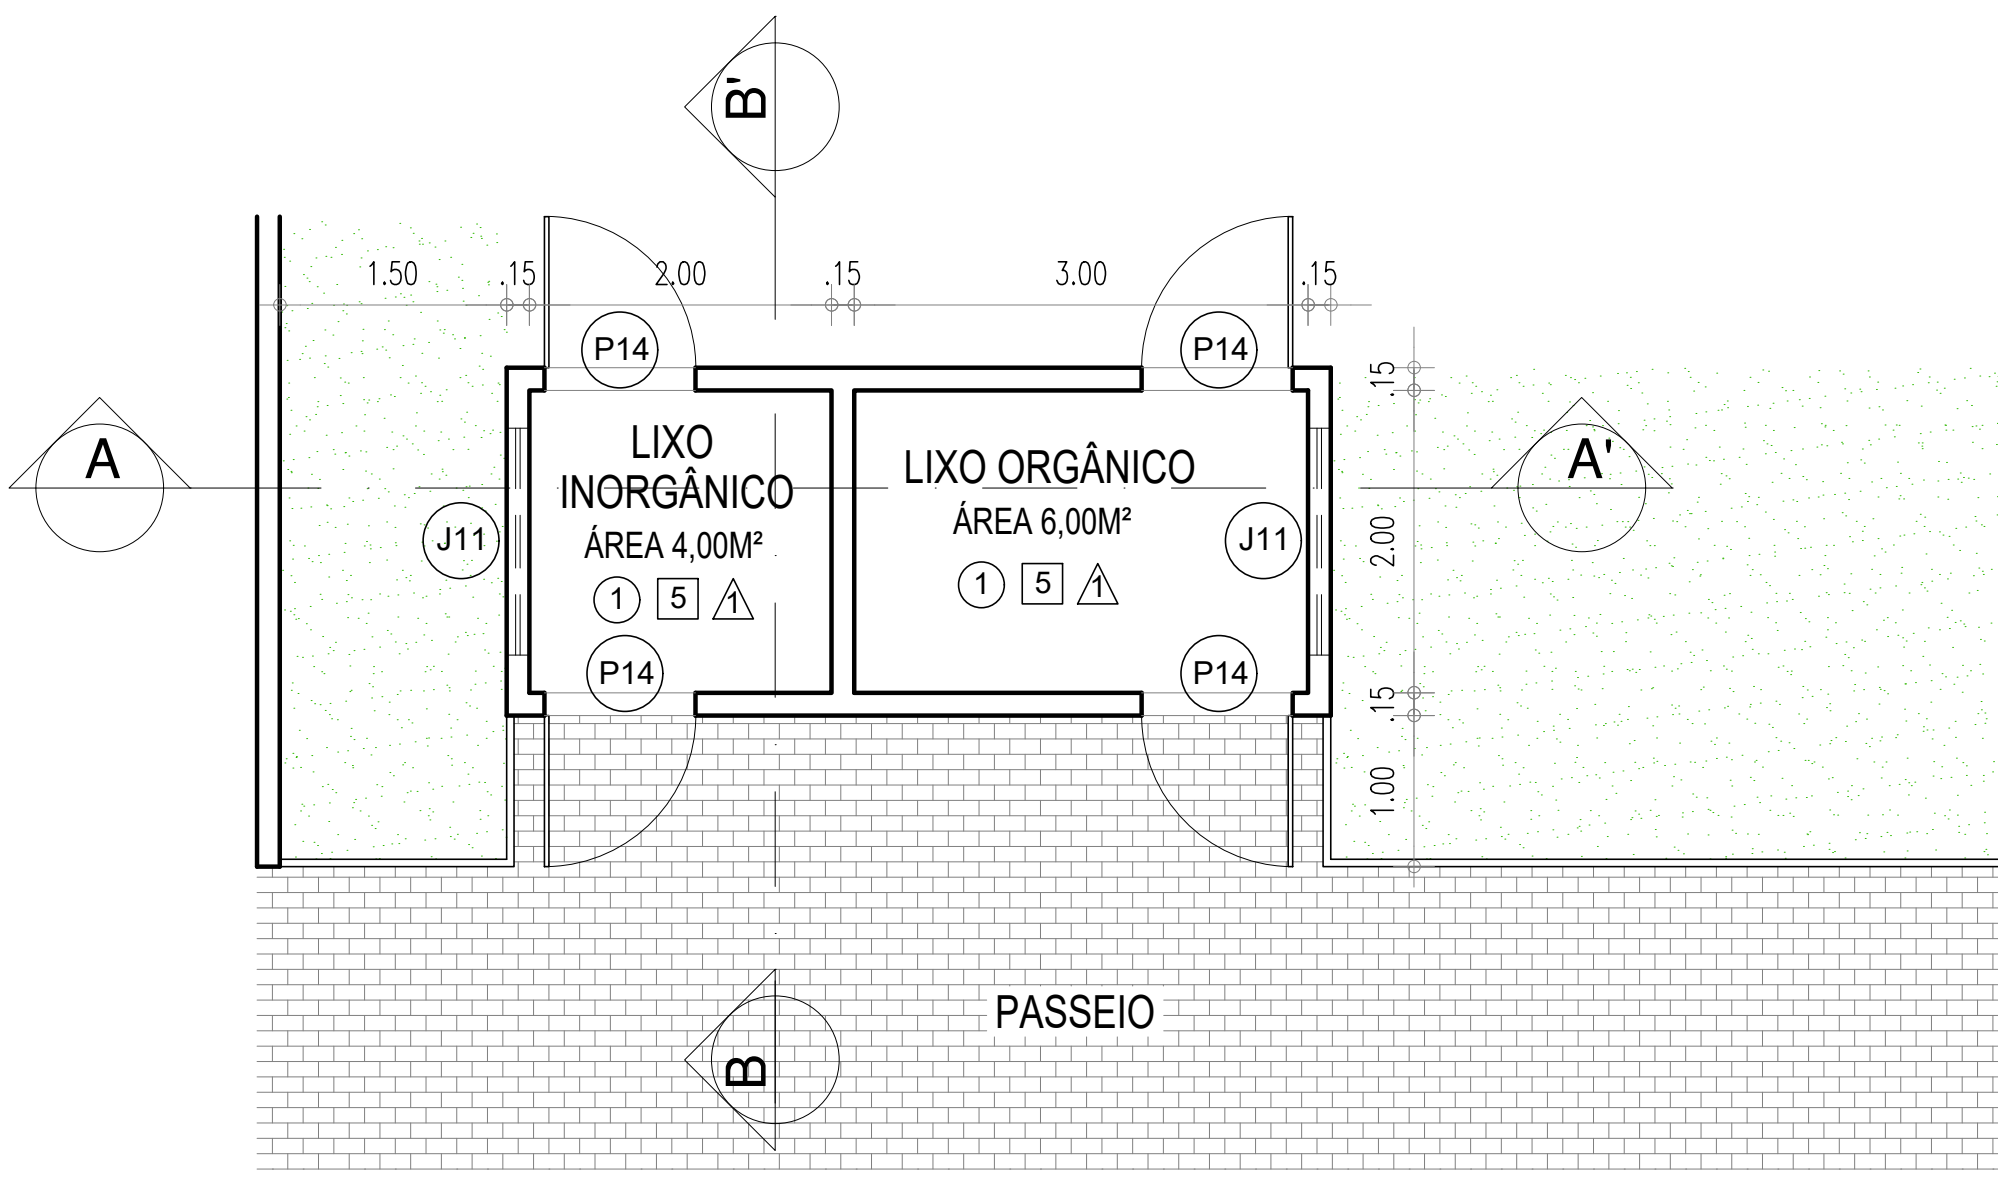 B'
1.50
.15
2.00
.15
3.00
.15
P14
P14
.15
A
LIXO
INORGÂNICO
ÁREA 4,00M²
1 5 1
LIXO ORGÂNICO
ÁREA 6,00M²
1 5 1
A'
J11
J11
2.00
P14
P14
.15
1.00
PASSEIO
B